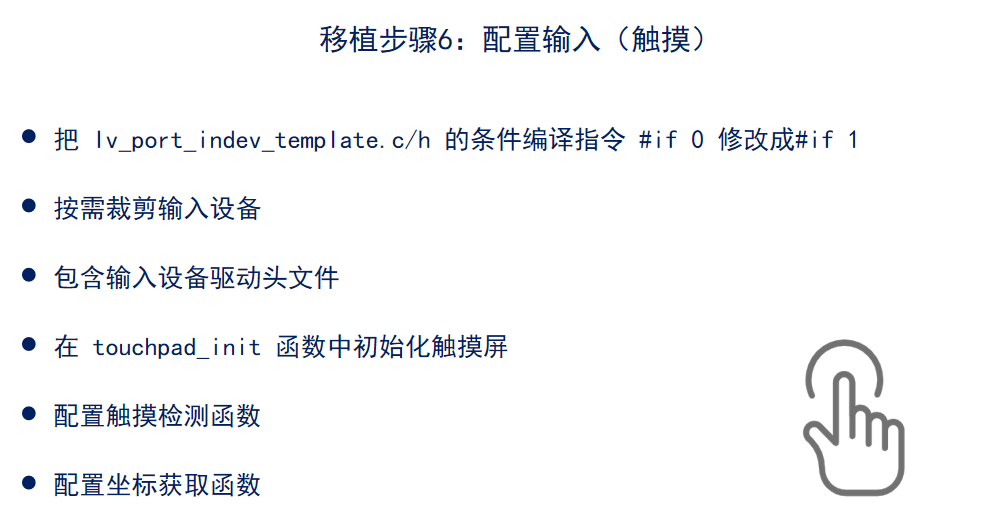 移植步骤6：配置输入（触摸）
● 把 lv_port_indev_template.c/h 的条件编译指令 #if 0 修改成#if 1
● 按需裁剪输入设备
● 包含输入设备驱动头文件
● 在 touchpad_init 函数中初始化触摸屏
● 配置触摸检测函数
● 配置坐标获取函数